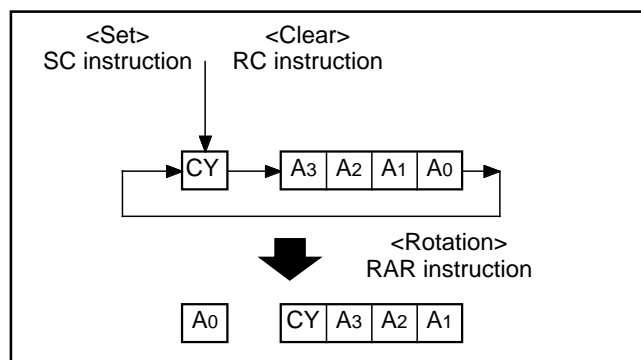 <Set> <Clear>
SC instruction RC instruction
CY A3 A2 A1 A0
<Rotation>
RAR instruction
A0 CY A3 A2 A1